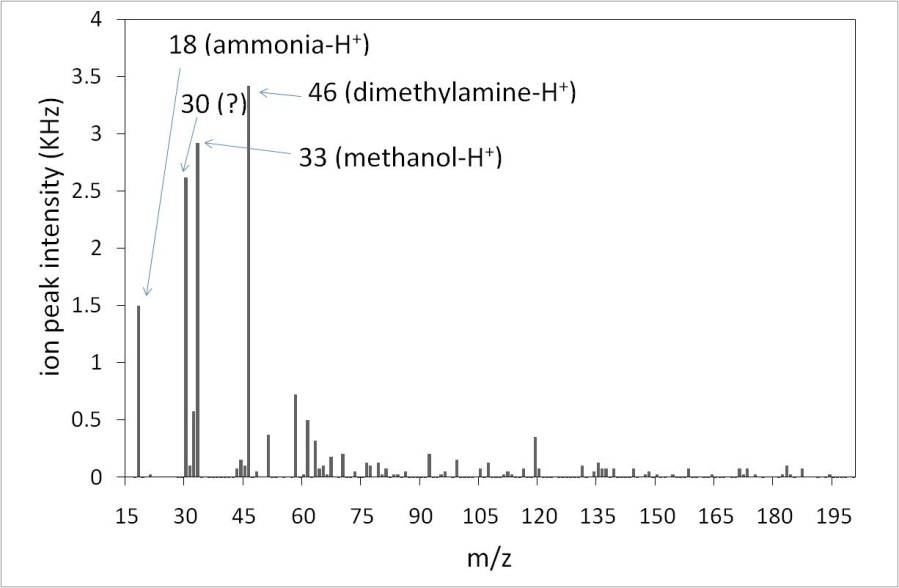 4
18 (ammonia-H+)
3.5
46 (dimethylamine-H+)
30 (?)
3
33 (methanol-H+)
2.5
2
1.5
1
0.5
0
ion peak intensity (KHz)
15 30 45 60 75 90 105 120 135 150 165 180 195
m/z